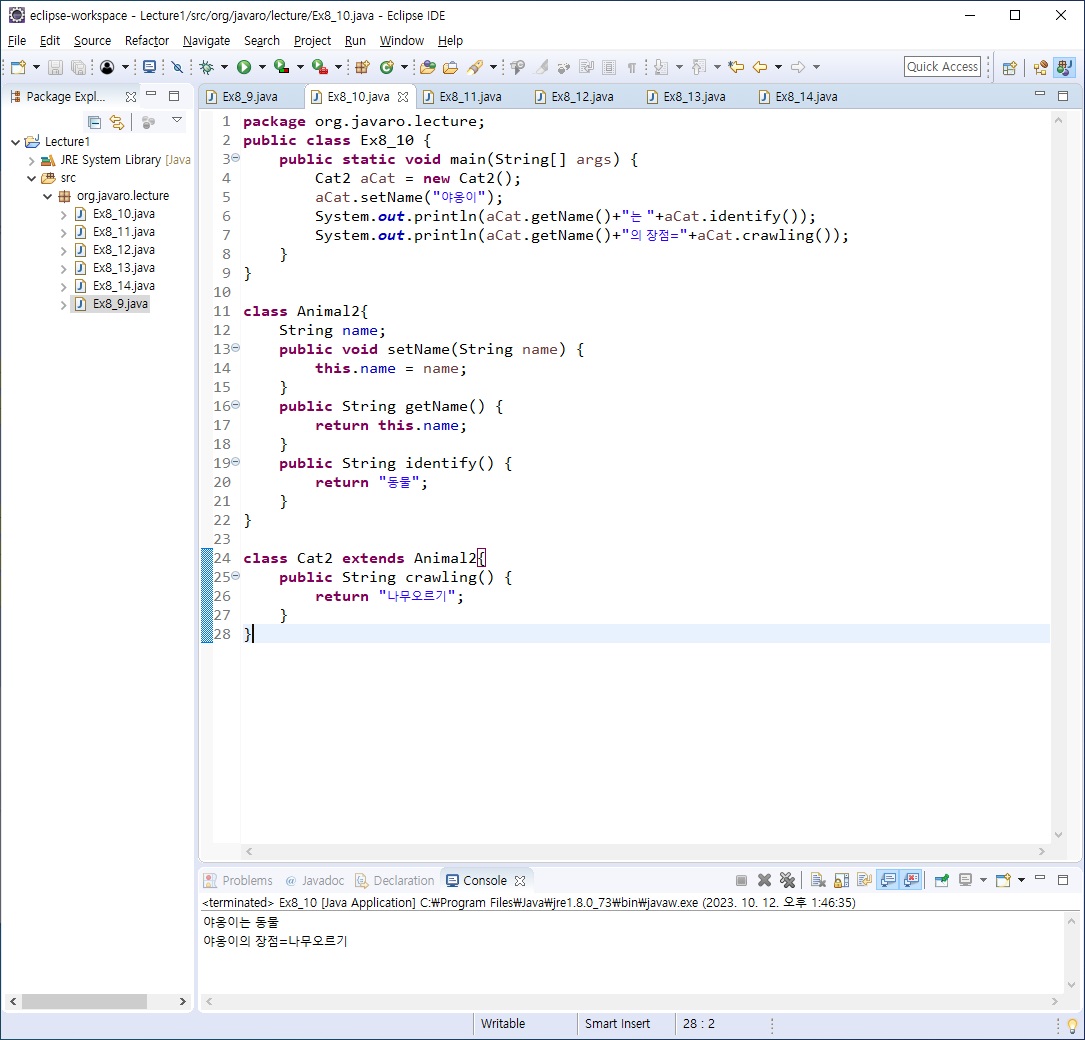 eclipse-workspace - Lecture1/src/org/javaro/lecture/Ex8_10.java - Eclipse IDE
File Edit Source Refactor Navigate Search Project Run Window Help
Quick Access
Package Expl...
Lecture1
JRE System Library [Java
src
org.javaro.lecture
Ex8_10.java
Ex8_11.java
Ex8_12.java
Ex8_13.java
Ex8_14.java
Ex8_9.java
Ex8_9.java Ex8_10.java Ex8_11.java Ex8_12.java Ex8_13.java Ex8_14.java
1 package org.javaro.lecture;
2 public class Ex8_10 {
3     public static void main(String[] args) {
4         Cat2 aCat = new Cat2();
5         aCat.setName("야옹이");
6         System.out.println(aCat.getName()+"는 "+aCat.identify());
7         System.out.println(aCat.getName()+"의 장점="+aCat.crawling());
8     }
9 }
10
11 class Animal2{
12     String name;
13     public void setName(String name) {
14         this.name = name;
15     }
16     public String getName() {
17         return this.name;
18     }
19     public String identify() {
20         return "동물";
21     }
22 }
23
24 class Cat2 extends Animal2{
25     public String crawling() {
26         return "나무오르기";
27     }
28 }
Problems @ Javadoc Declaration Console
<terminated> Ex8_10 [Java Application] C:₩Program Files₩Java₩jre1.8.0_73₩bin₩javaw.exe (2023. 10. 12. 오후 1:46:35)
야옹이는 동물
야옹이의 장점=나무오르기
Writable Smart Insert 28 : 2